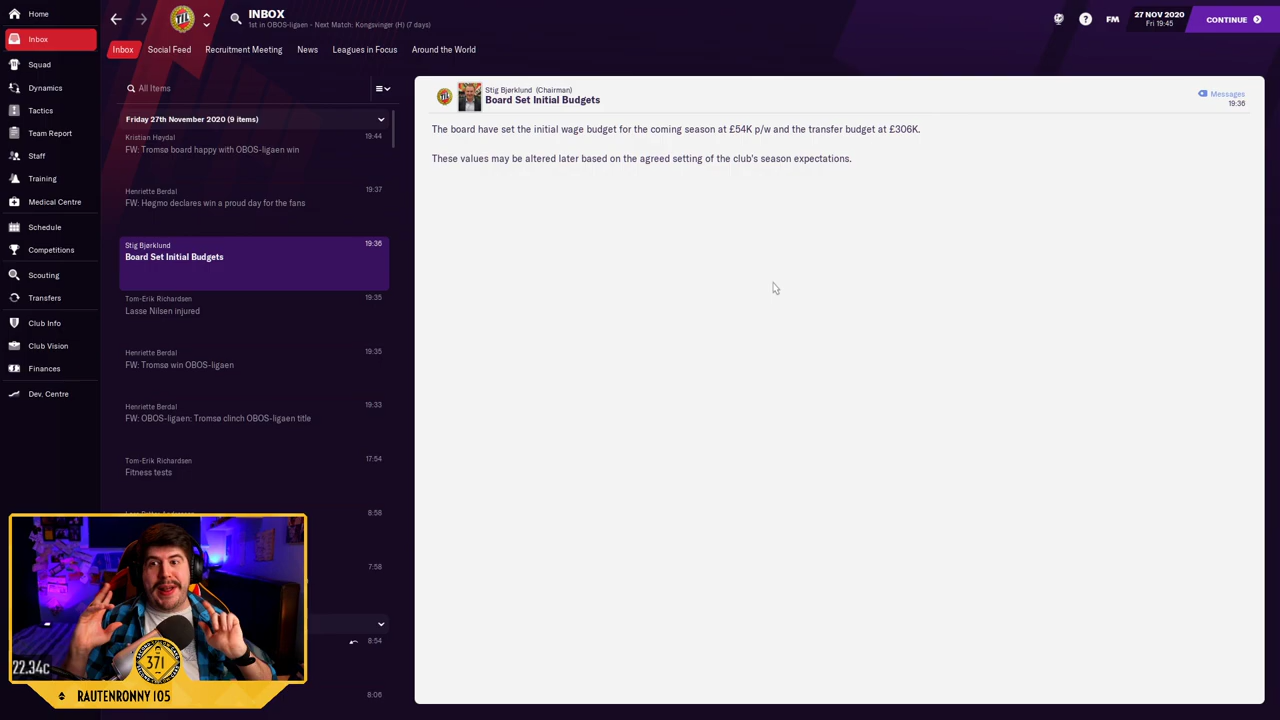 Home
Inbox
Squad
Dynamics
Tactics
Team Report
Staff
Training
Medical Centre
Schedule
Competitions
Scouting
Transfers
Club Info
Club Vision
Finances
Dev. Centre
TIL
INBOX
1st in OBOS-ligaen - Next Match: Kongsvinger (H) (7 days)
? FM
27 NOV 2020
Fri 19:45
CONTINUE
Inbox Social Feed Recruitment Meeting News Leagues in Focus Around the World
All Items
Friday 27th November 2020 (9 items)
Kristian Høydal 19:44
FW: Tromsø board happy with OBOS-ligaen win
Henriette Berdal 19:37
FW: Høgmo declares win a proud day for the fans
Stig Bjørklund 19:36
Board Set Initial Budgets
Tom-Erik Richardsen 19:35
Lasse Nilsen injured
Henriette Berdal 19:35
FW: Tromsø win OBOS-ligaen
Henriette Berdal 19:33
FW: OBOS-ligaen: Tromsø clinch OBOS-ligaen title
Tom-Erik Richardsen 17:54
Fitness tests
8:58
7:58
8:54
8:06
Stig Bjørklund (Chairman)
Board Set Initial Budgets
Messages
19:36
The board have set the initial wage budget for the coming season at £54K p/w and the transfer budget at £306K.
These values may be altered later based on the agreed setting of the club's season expectations.
22.34c
371
RAUTENRONNY 105